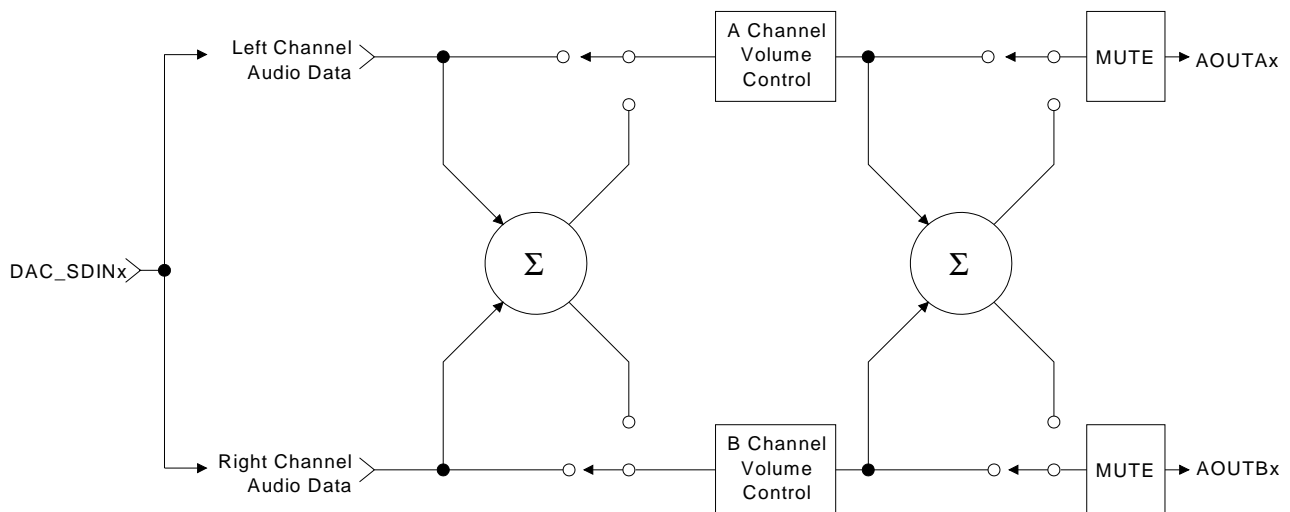 Left Channel
Audio Data
A Channel
Volume
Control
MUTE
AOUTAx
DAC_SDINx
Σ
Σ
Right Channel
Audio Data
B Channel
Volume
Control
MUTE
AOUTBx